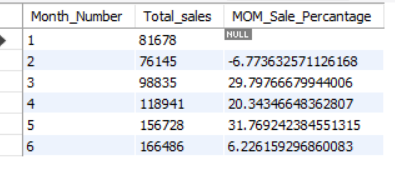 Month_Number Total_sales MOM_Sale_Percantage
1 81678 NULL
2 76145 -6.773632571126168
3 98835 29.79766679944006
4 118941 20.34346648362807
5 156728 31.769242384551315
6 166486 6.226159296860083